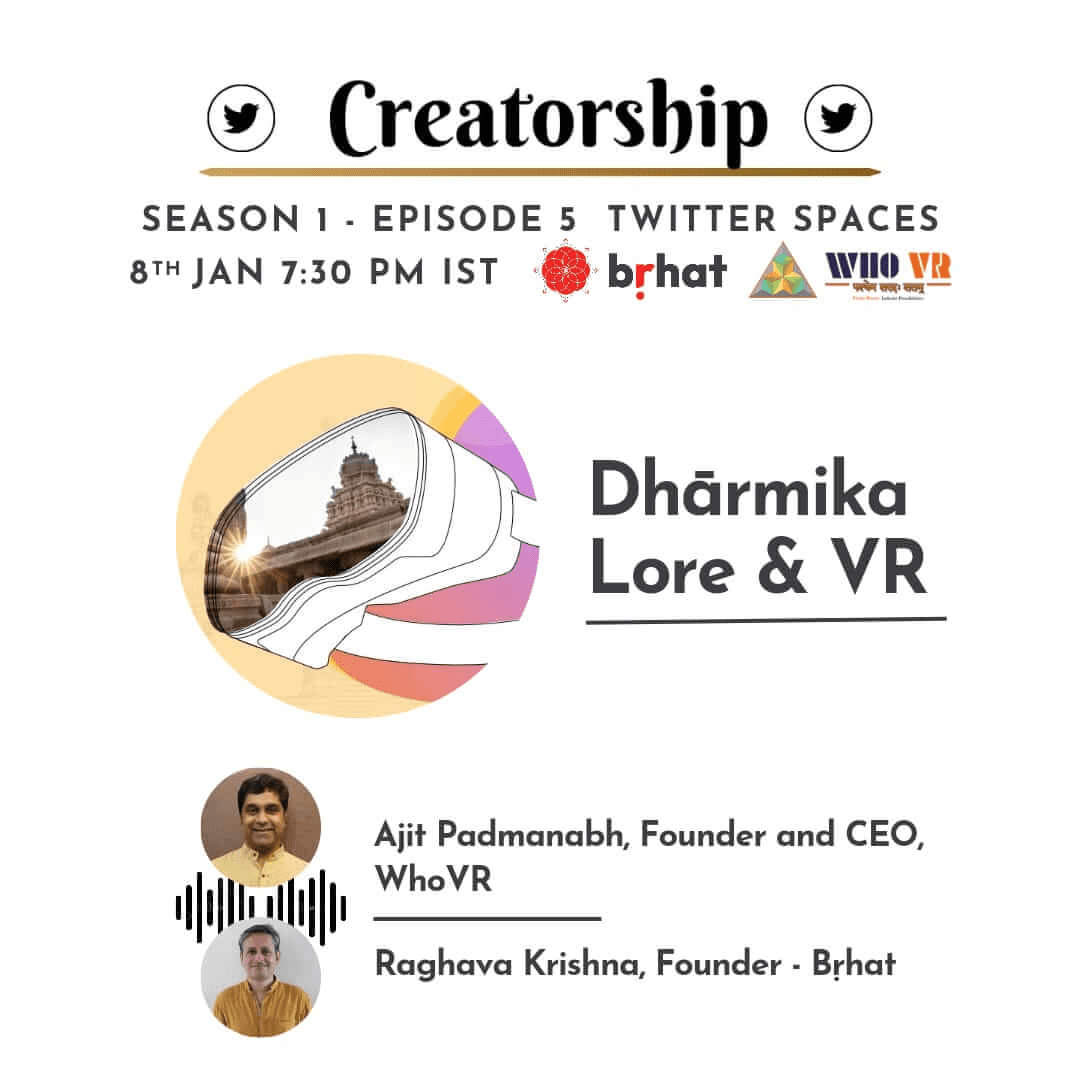 Creatorship
SEASON 1 - EPISODE 5 TWITTER SPACES
8TH JAN 7:30 PM IST bṛhat WHO VR
Dhārmika
Lore & VR
Ajit Padmanabh, Founder and CEO,
WhoVR
Raghava Krishna, Founder - Bṛhat